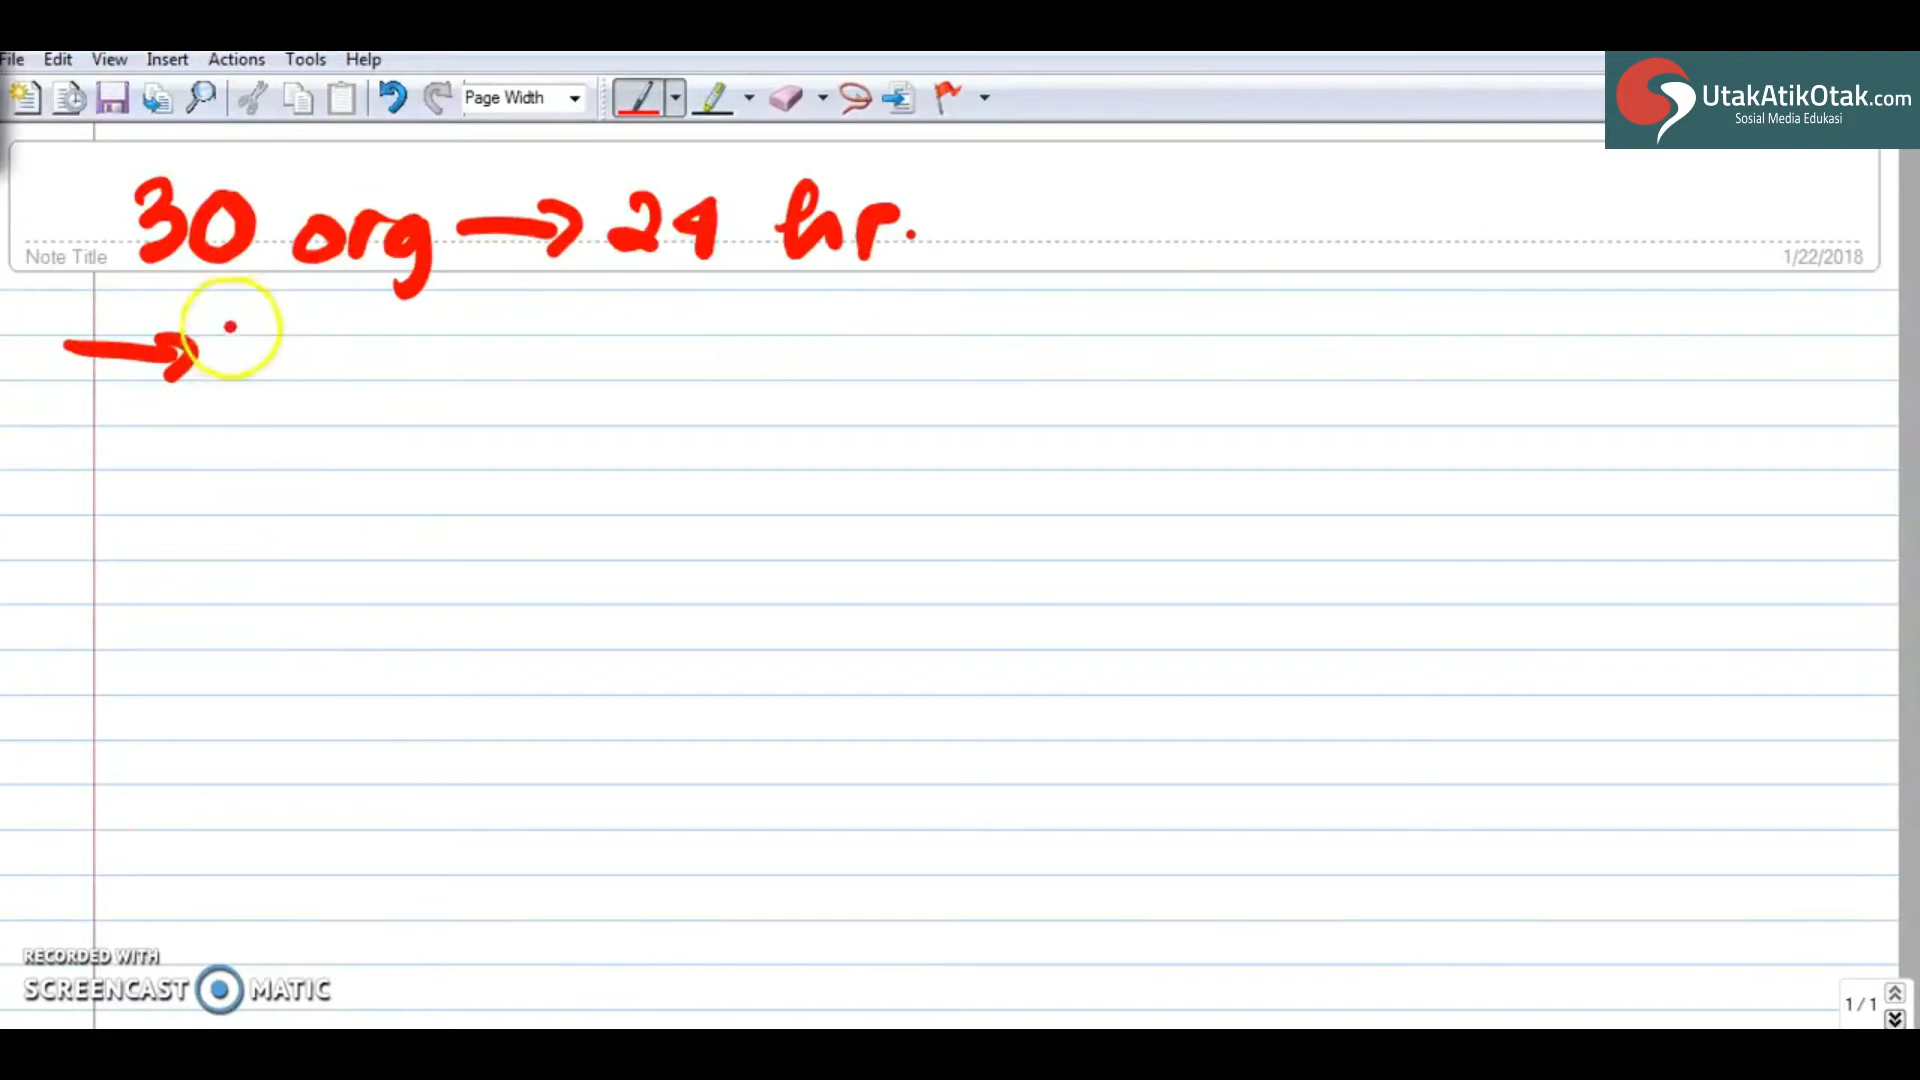 File Edit View Insert Actions Tools Help
Page Width
UtakAtikOtak.com
Sosial Media Edukasi
30 org → 24 hr.
Note Title
1/22/2018
→
RECORDED WITH
SCREENCAST MATIC
1 / 1